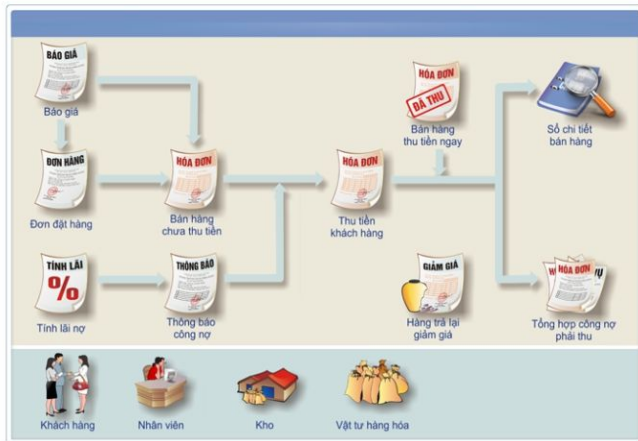 BÁO GIÁ
Báo giá
HÓA ĐƠN
ĐÃ THU
Bán hàng
thu tiền ngay
Sổ chi tiết
bán hàng
ĐƠN HÀNG
Đơn đặt hàng
HÓA ĐƠN
Bán hàng
chưa thu tiền
HÓA ĐƠN
Thu tiền
khách hàng
TÍNH LÃI
%
Tính lãi nợ
THÔNG BÁO
Thông báo
công nợ
GIẢM GIÁ
Hàng trả lại
giảm giá
HÓA ĐƠN
Tổng hợp công nợ
phải thu
Khách hàng
Nhân viên
Kho
Vật tư hàng hóa